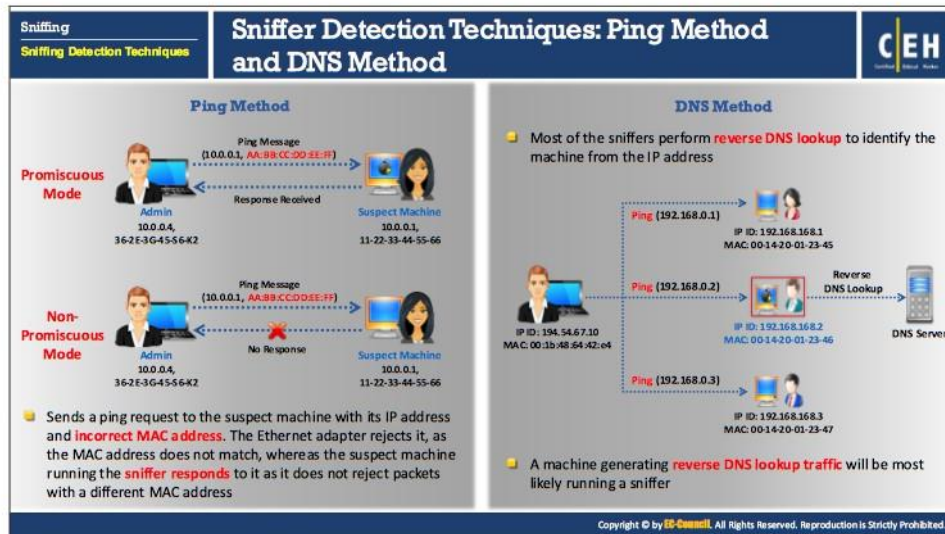 Sniffing
Sniffing Detection Techniques
Sniffer Detection Techniques: Ping Method
and DNS Method
C|EH
Ping Method
Promiscuous
Mode
Ping Message
(10.0.0.1, AA:BB:CC:DD:EE:FF)
Response Received
Admin
10.0.0.4,
36-2E-3G-45-S6-K2
Suspect Machine
10.0.0.1,
11-22-33-44-55-66
Non-
Promiscuous
Mode
Ping Message
(10.0.0.1, AA:BB:CC:DD:EE:FF)
No Response
Admin
10.0.0.4,
36-2E-3G-45-S6-K2
Suspect Machine
10.0.0.1,
11-22-33-44-55-66
Sends a ping request to the suspect machine with its IP address
and incorrect MAC address. The Ethernet adapter rejects it, as
the MAC address does not match, whereas the suspect machine
running the sniffer responds to it as it does not reject packets
with a different MAC address
DNS Method
Most of the sniffers perform reverse DNS lookup to identify the
machine from the IP address
Ping (192.168.0.1)
IP ID: 192.168.168.1
MAC: 00-14-20-01-23-45
Ping (192.168.0.2)
Reverse
DNS Lookup
IP ID: 194.54.67.10
MAC: 00:1b:48:64:42:e4
IP ID: 192.168.168.2
MAC: 00-14-20-01-23-46
DNS Server
Ping (192.168.0.3)
IP ID: 192.168.168.3
MAC: 00-14-20-01-23-47
A machine generating reverse DNS lookup traffic will be most
likely running a sniffer
Copyright © by EC-Council. All Rights Reserved. Reproduction is Strictly Prohibited.